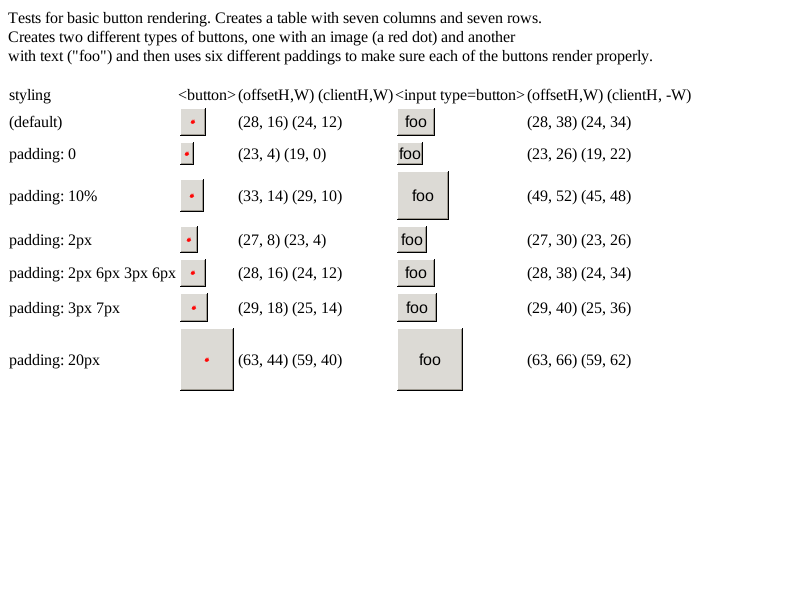 Tests for basic button rendering. Creates a table with seven columns and seven rows.
Creates two different types of buttons, one with an image (a red dot) and another
with text ("foo") and then uses six different paddings to make sure each of the buttons render properly.
styling <button> (offsetH,W) (clientH,W) <input type=button> (offsetH,W) (clientH, -W)
(default) (28, 16) (24, 12) foo (28, 38) (24, 34)
padding: 0 (23, 4) (19, 0) foo (23, 26) (19, 22)
padding: 10% (33, 14) (29, 10) foo (49, 52) (45, 48)
padding: 2px (27, 8) (23, 4) foo (27, 30) (23, 26)
padding: 2px 6px 3px 6px (28, 16) (24, 12) foo (28, 38) (24, 34)
padding: 3px 7px (29, 18) (25, 14) foo (29, 40) (25, 36)
padding: 20px (63, 44) (59, 40) foo (63, 66) (59, 62)